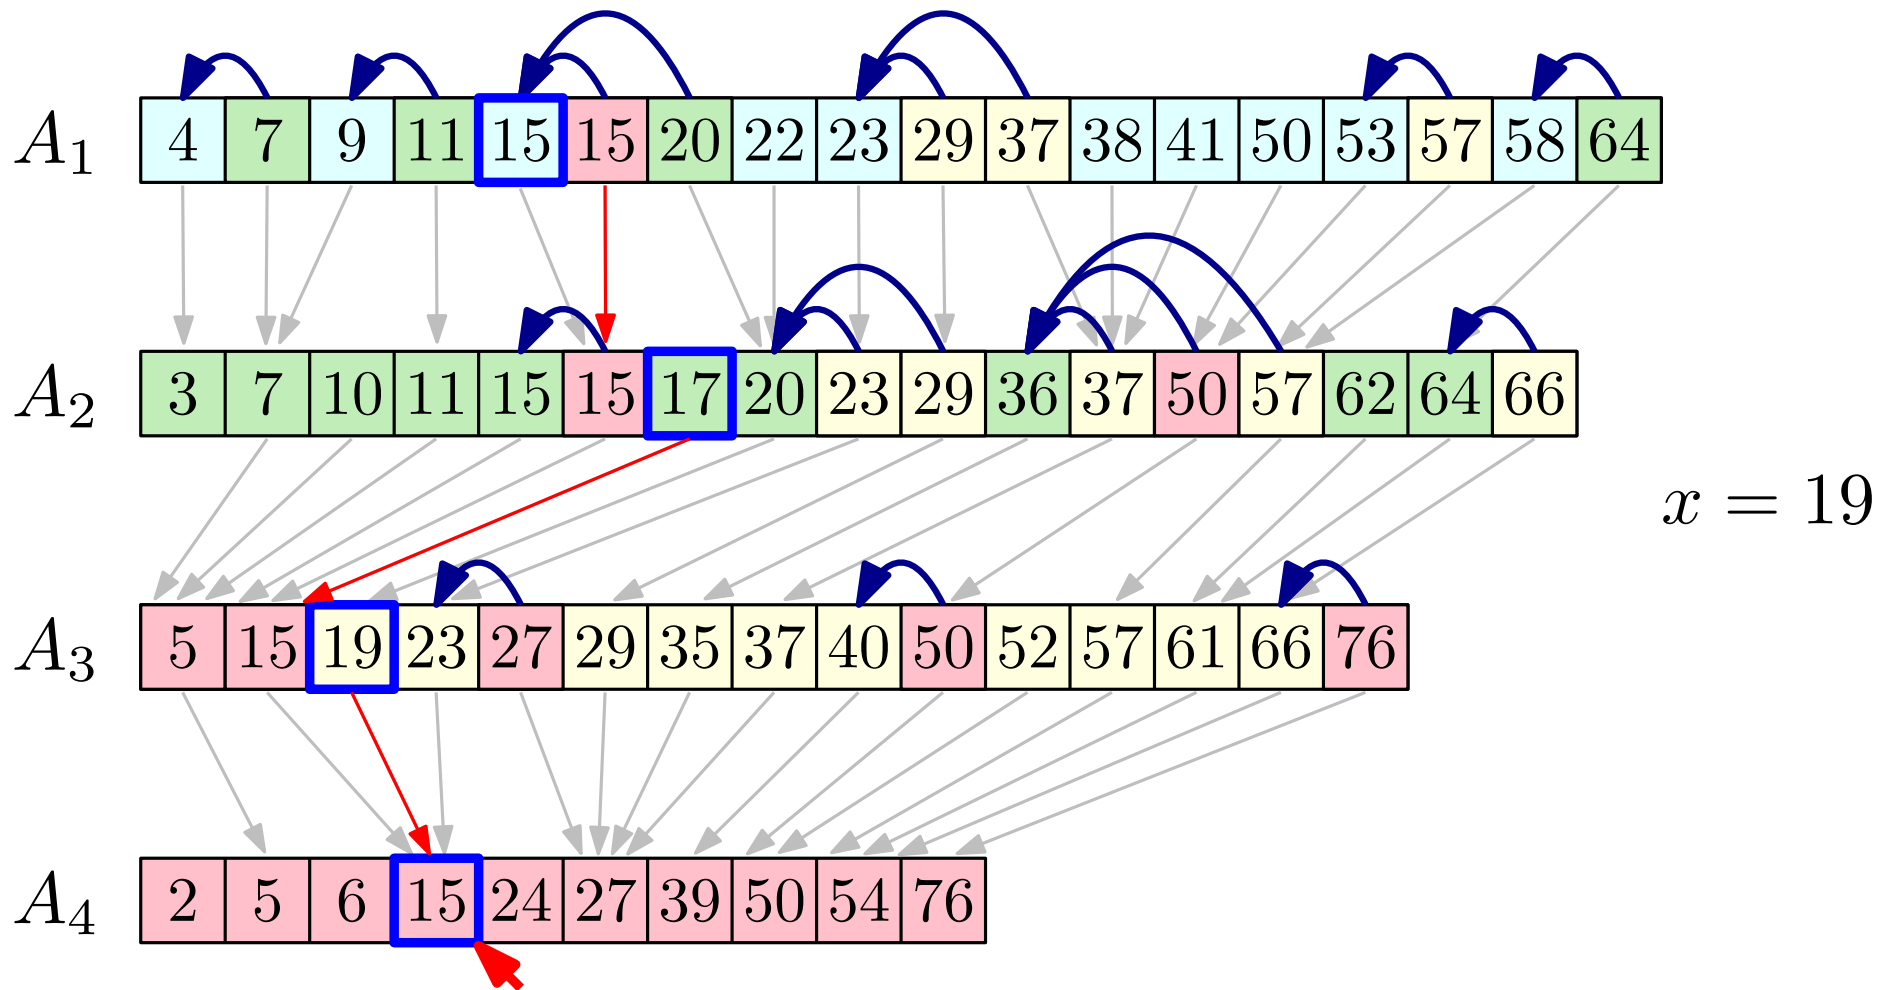 A₁ 4 7 9 11 15 15 20 22 23 29 37 38 41 50 53 57 58 64
A₂ 3 7 10 11 15 15 17 20 23 29 36 37 50 57 62 64 66
x = 19
A₃ 5 15 19 23 27 29 35 37 40 50 52 57 61 66 76
A₄ 2 5 6 15 24 27 39 50 54 76